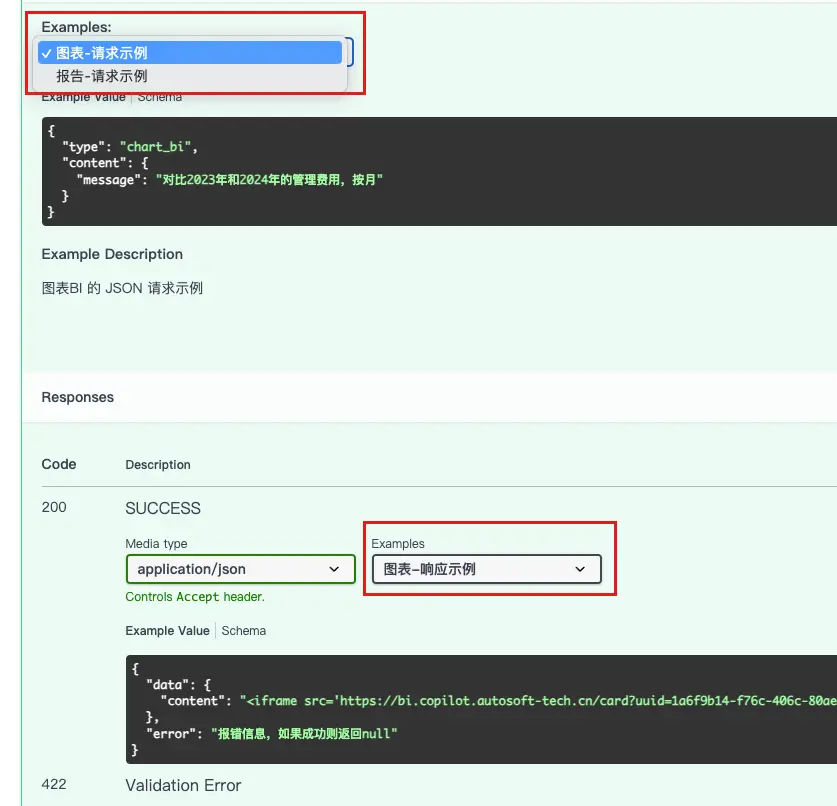 Examples:
✓ 图表-请求示例
报告-请求示例
Example Value | Schema
{
"type": "chart_bi",
"content": {
"message": "对比2023年和2024年的管理费用，按月"
}
}
Example Description
图表BI 的 JSON 请求示例
Responses
Code Description
200 SUCCESS
Media type Examples
application/json 图表-响应示例
Controls Accept header.
Example Value | Schema
{
"data": {
"content": "<iframe src='https://bi.copilot.autosoft-tech.cn/card?uuid=1a6f9b14-f76c-406c-80ae
},
"error": "报错信息，如果成功则返回null"
}
422 Validation Error